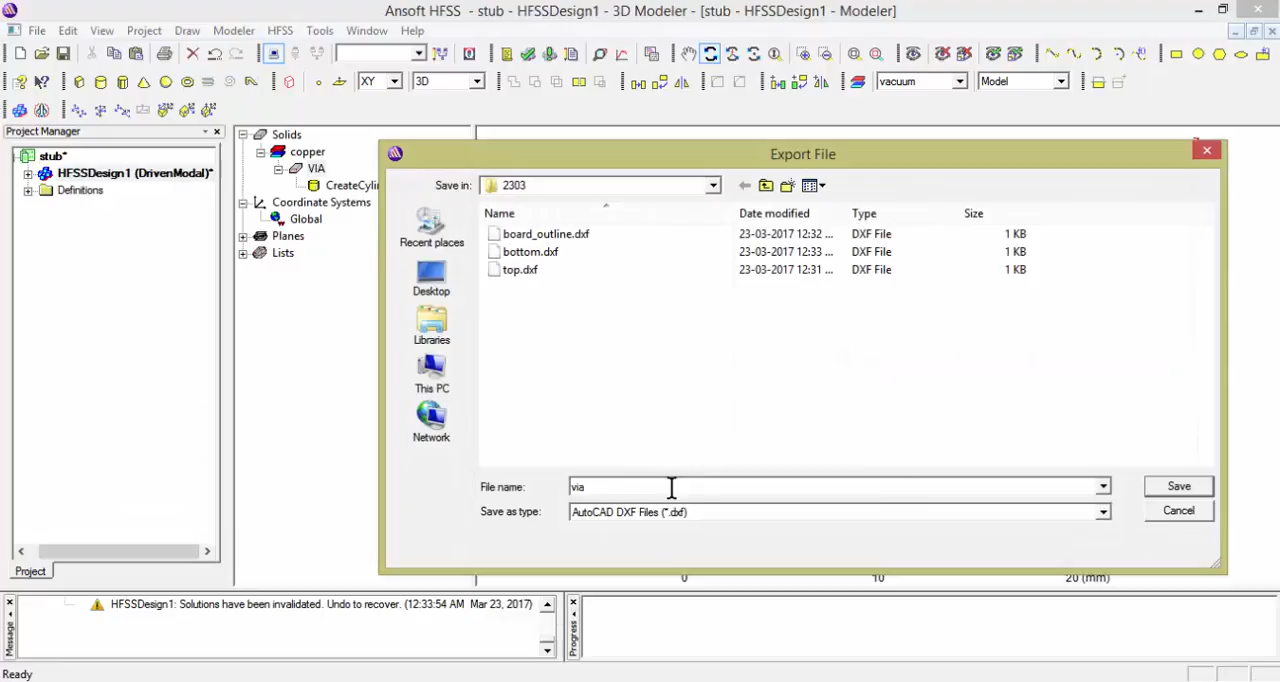 Ansoft HFSS - stub - HFSSDesign1 - 3D Modeler - [stub - HFSSDesign1 - Modeler]
File Edit View Project Draw Modeler HFSS Tools Window Help
XY 3D vacuum Model
Project Manager
stub*
HFSSDesign1 (DrivenModal)*
Definitions
Project
Solids
copper
VIA
CreateCylin
Coordinate Systems
Global
Planes
Lists
Export File
Save in: 2303
Recent places
Desktop
Libraries
This PC
Network
Name Date modified Type Size
board_outline.dxf 23-03-2017 12:32 ... DXF File 1 KB
bottom.dxf 23-03-2017 12:33 ... DXF File 1 KB
top.dxf 23-03-2017 12:31 ... DXF File 1 KB
File name: via Save
Save as type: AutoCAD DXF Files (*.dxf) Cancel
0 10 20 (mm)
HFSSDesign1: Solutions have been invalidated. Undo to recover. (12:33:54 AM Mar 23, 2017)
Message
Progress
Ready